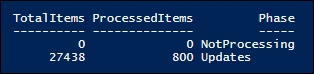 TotalItems ProcessedItems Phase
---------- -------------- -----
0 0 NotProcessing
27438 800 Updates